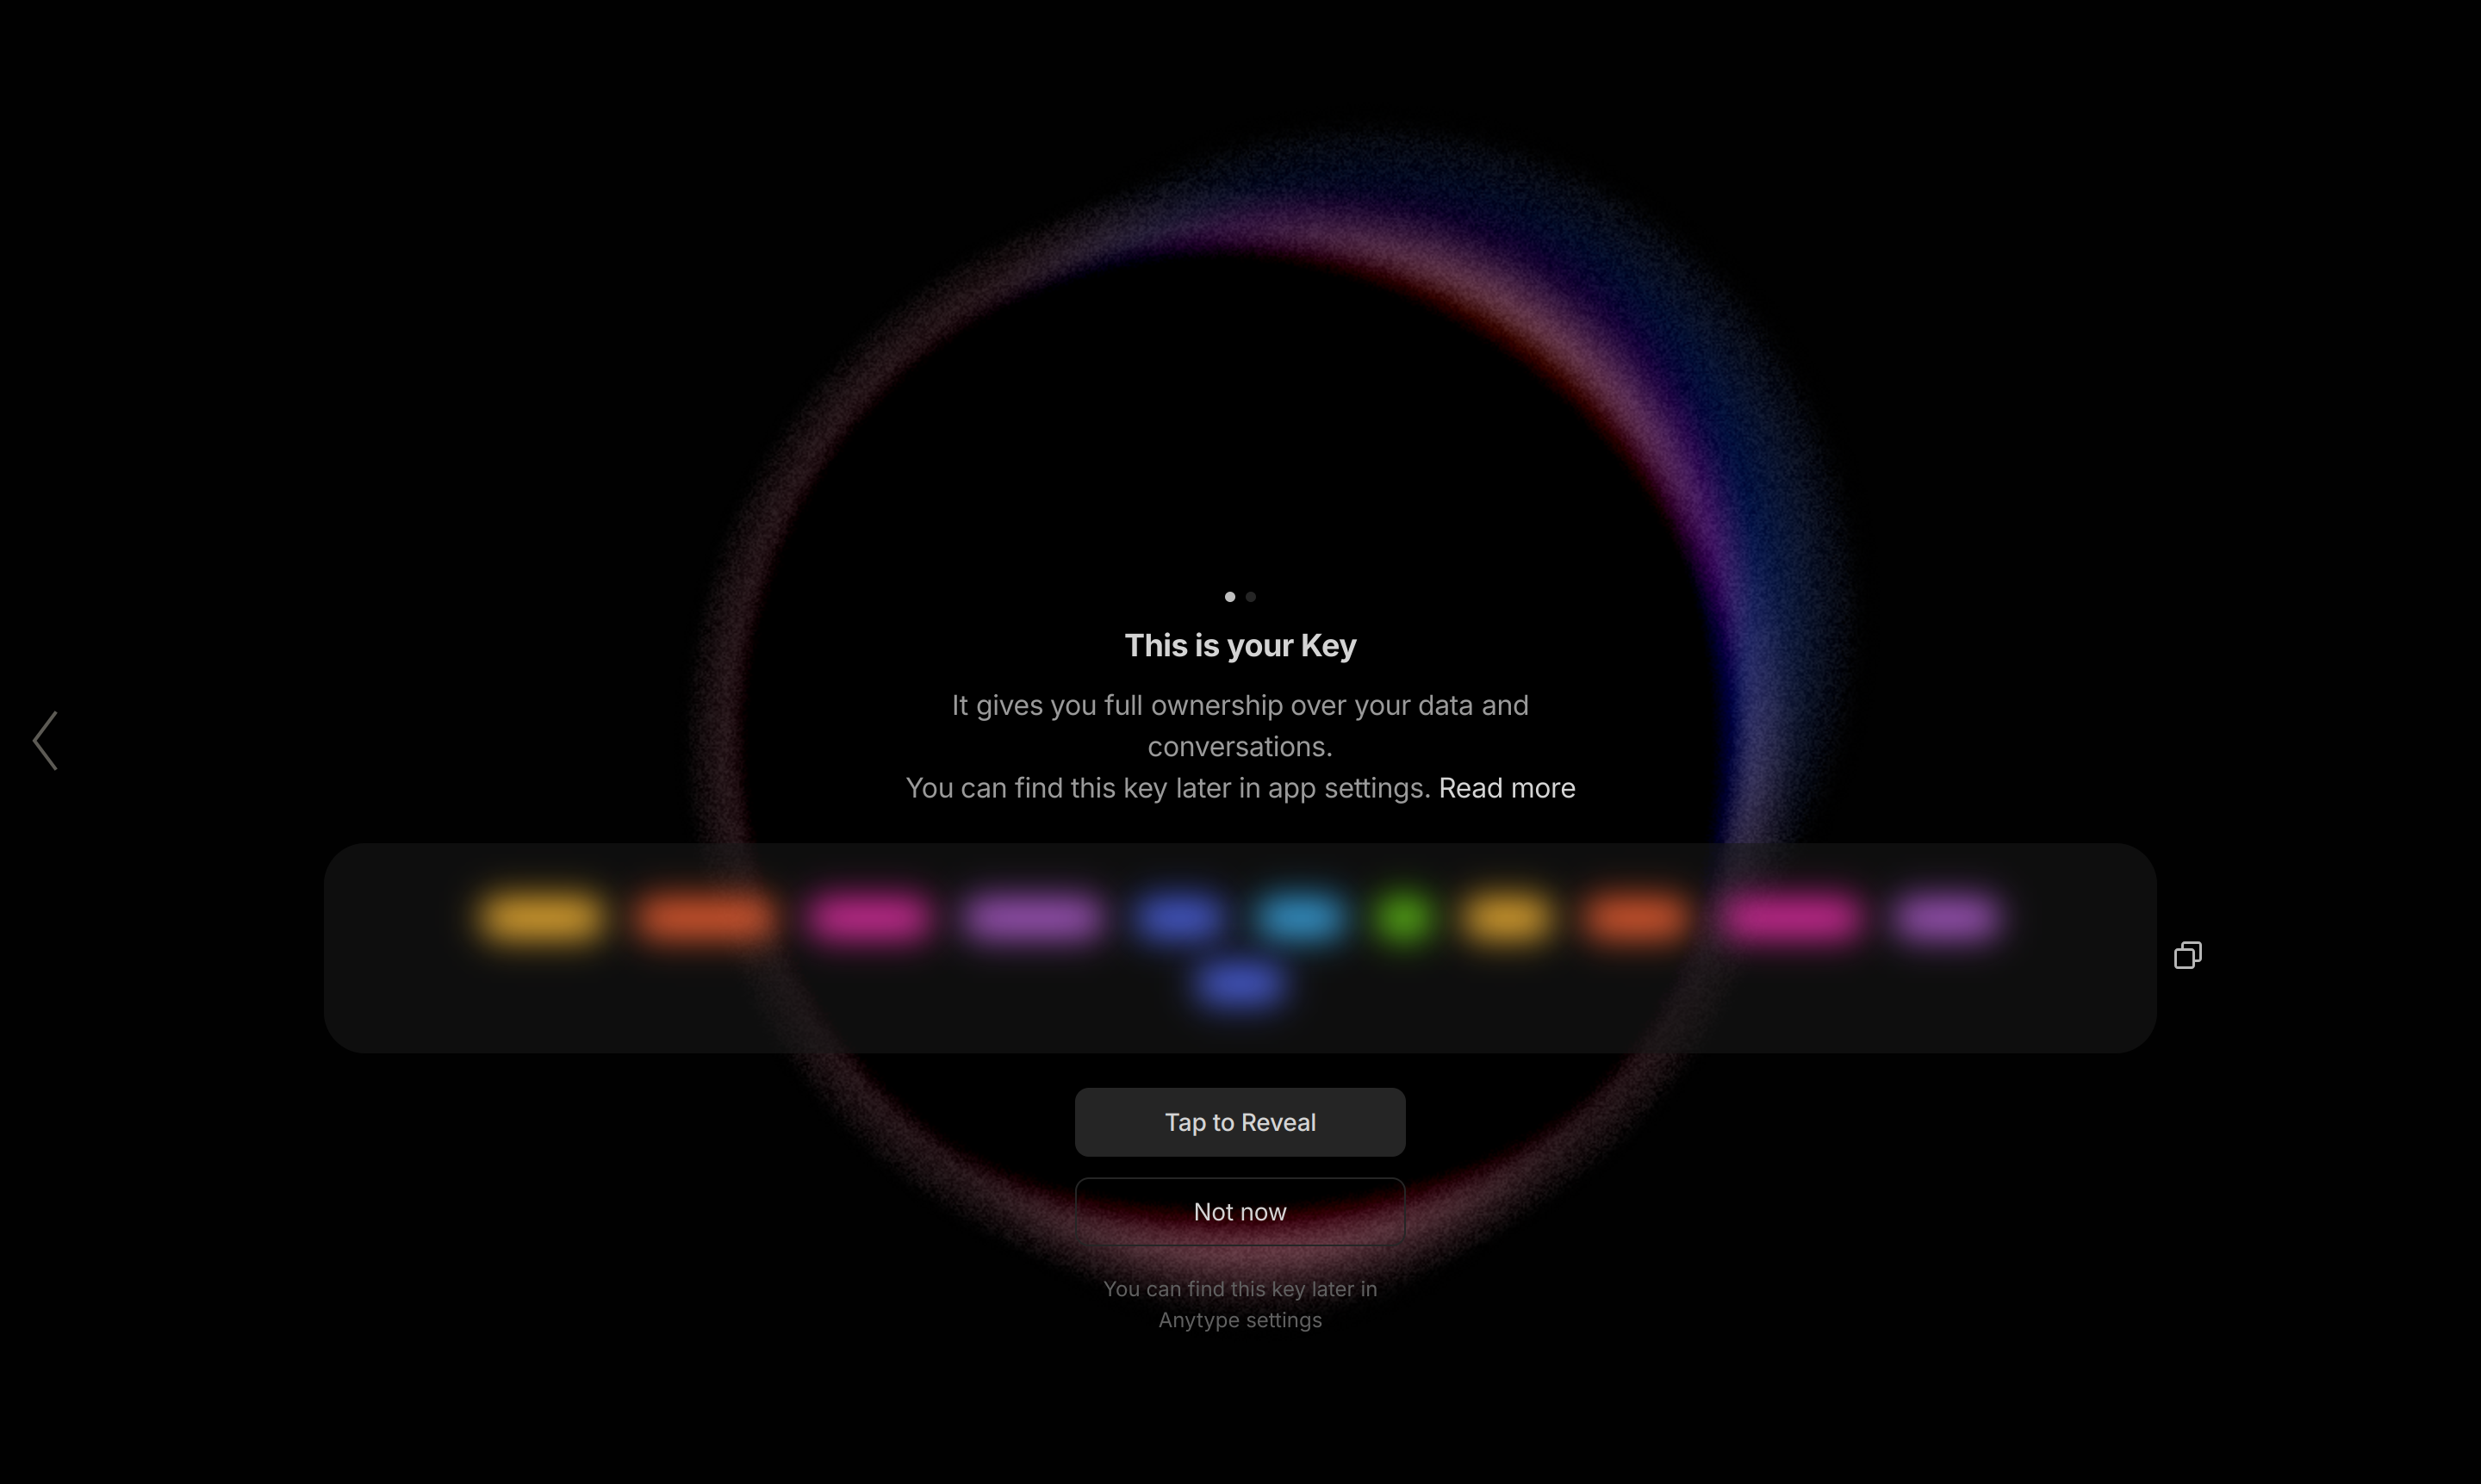 This is your Key
It gives you full ownership over your data and
conversations.
You can find this key later in app settings. Read more
Tap to Reveal
Not now
You can find this key later in
Anytype settings